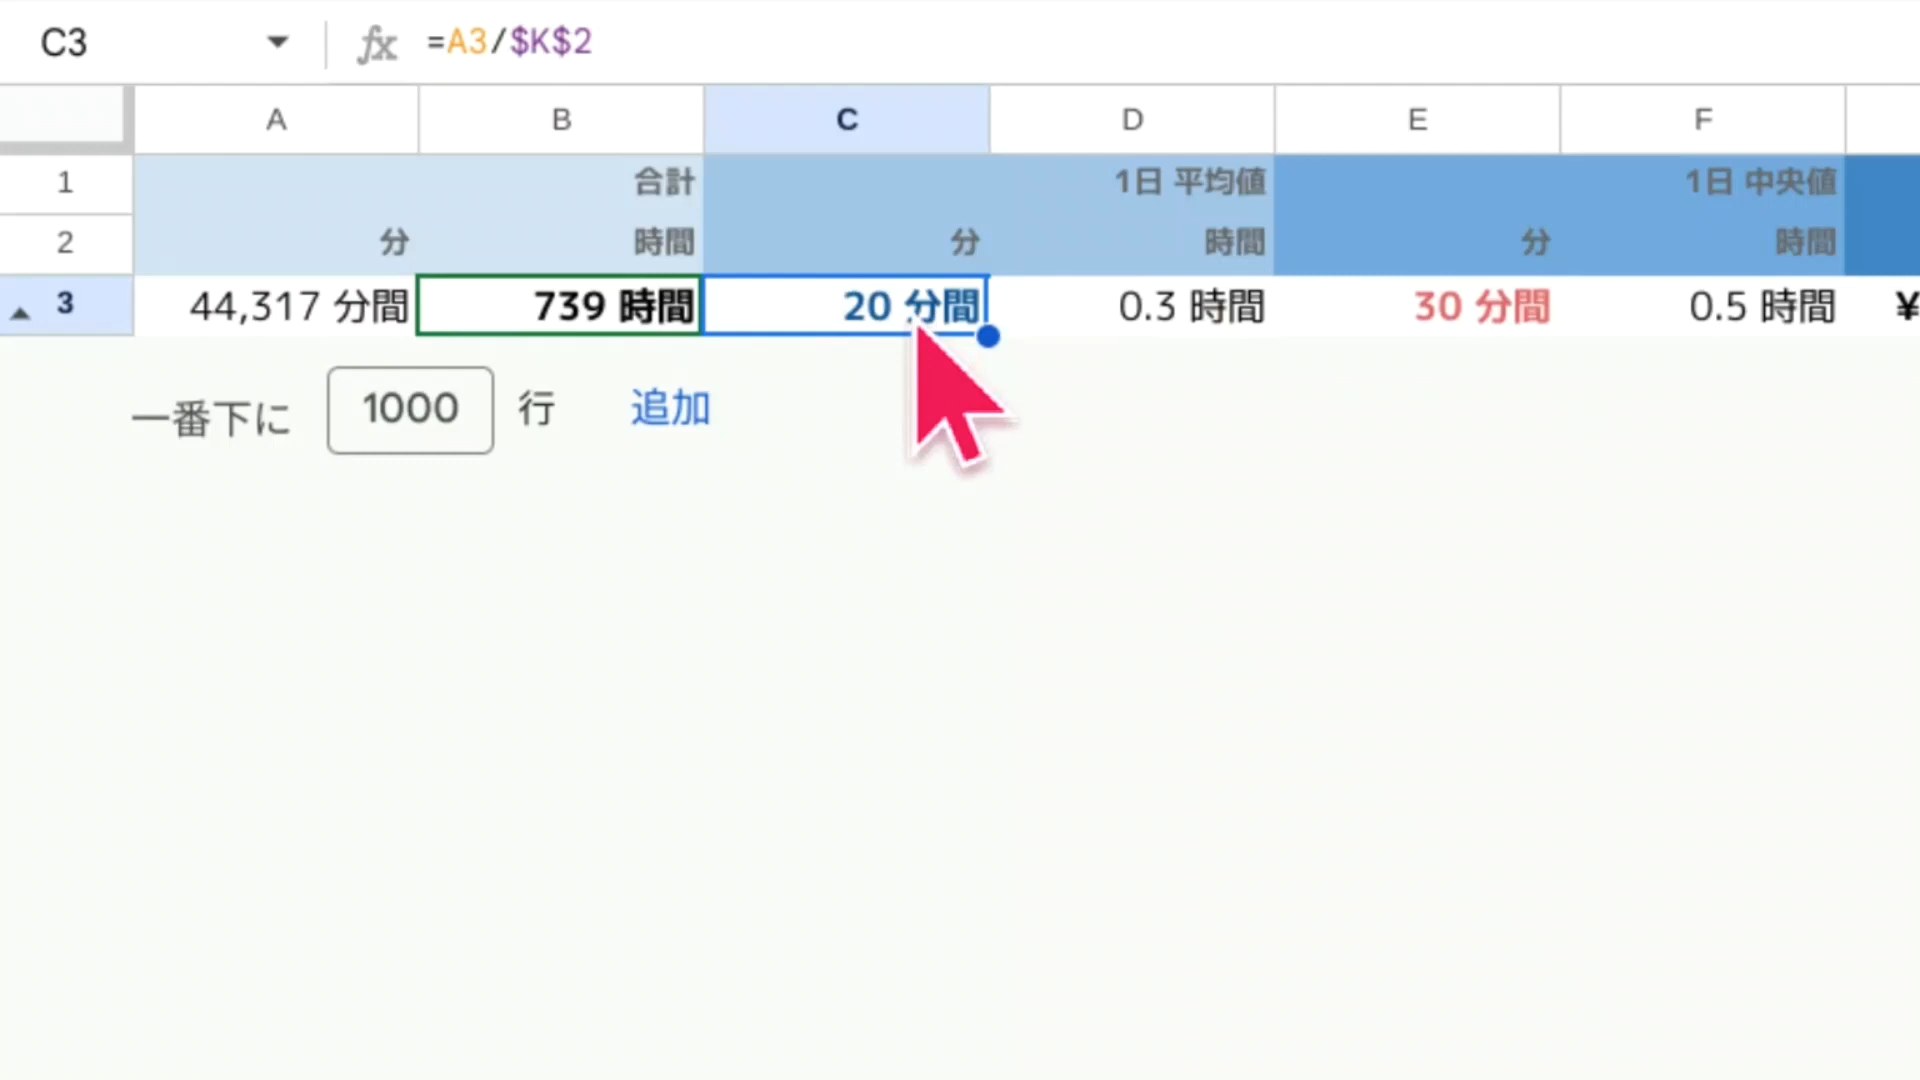 C3 fx =A3/$K$2
A B C D E F
1 合計 1日 平均値 1日 中央値
2 分 時間 分 時間 分 時間
3 44,317 分間 739 時間 20 分間 0.3 時間 30 分間 0.5 時間 ¥
一番下に 1000 行 追加